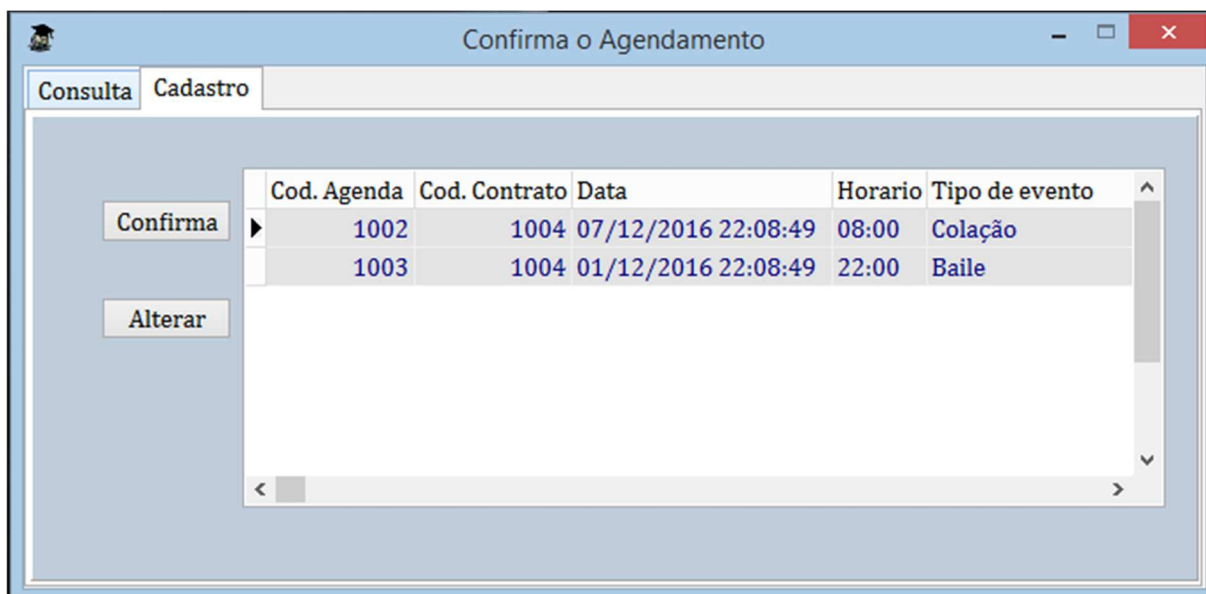 Confirma o Agendamento
Consulta Cadastro
Cod. Agenda Cod. Contrato Data Horario Tipo de evento
Confirma
1002 1004 07/12/2016 22:08:49 08:00 Colação
1003 1004 01/12/2016 22:08:49 22:00 Baile
Alterar